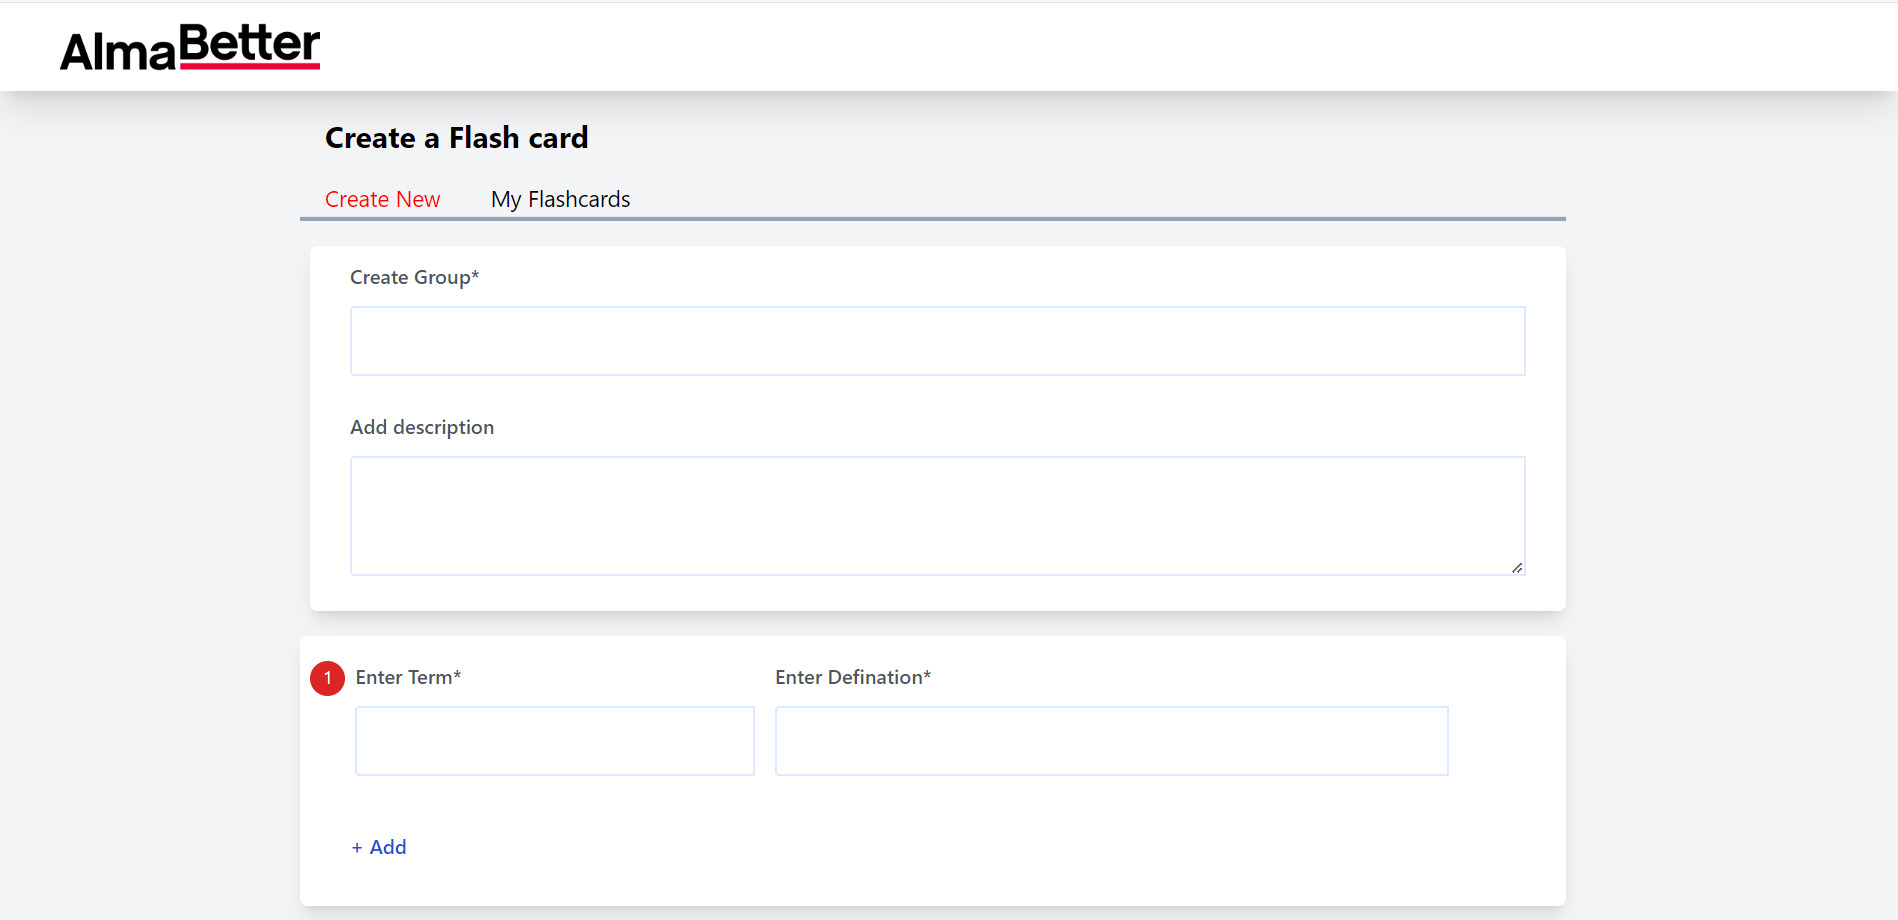 AlmaBetter
Create a Flash card
Create New My Flashcards
Create Group*
Add description
1 Enter Term* Enter Defination*
+ Add